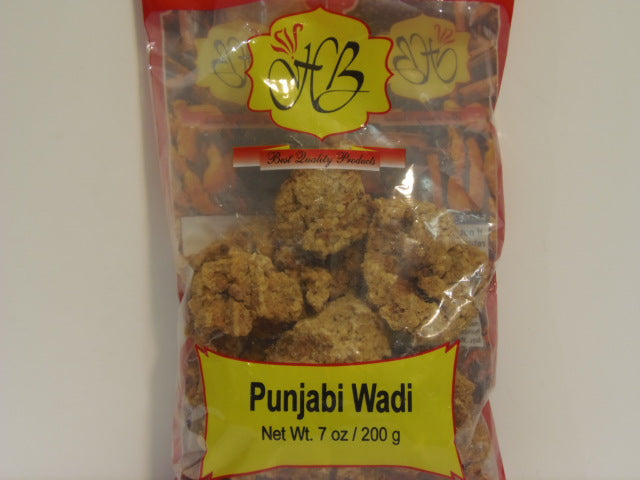 HB
Best Quality Products
Punjabi Wadi
Net Wt. 7 oz / 200 g